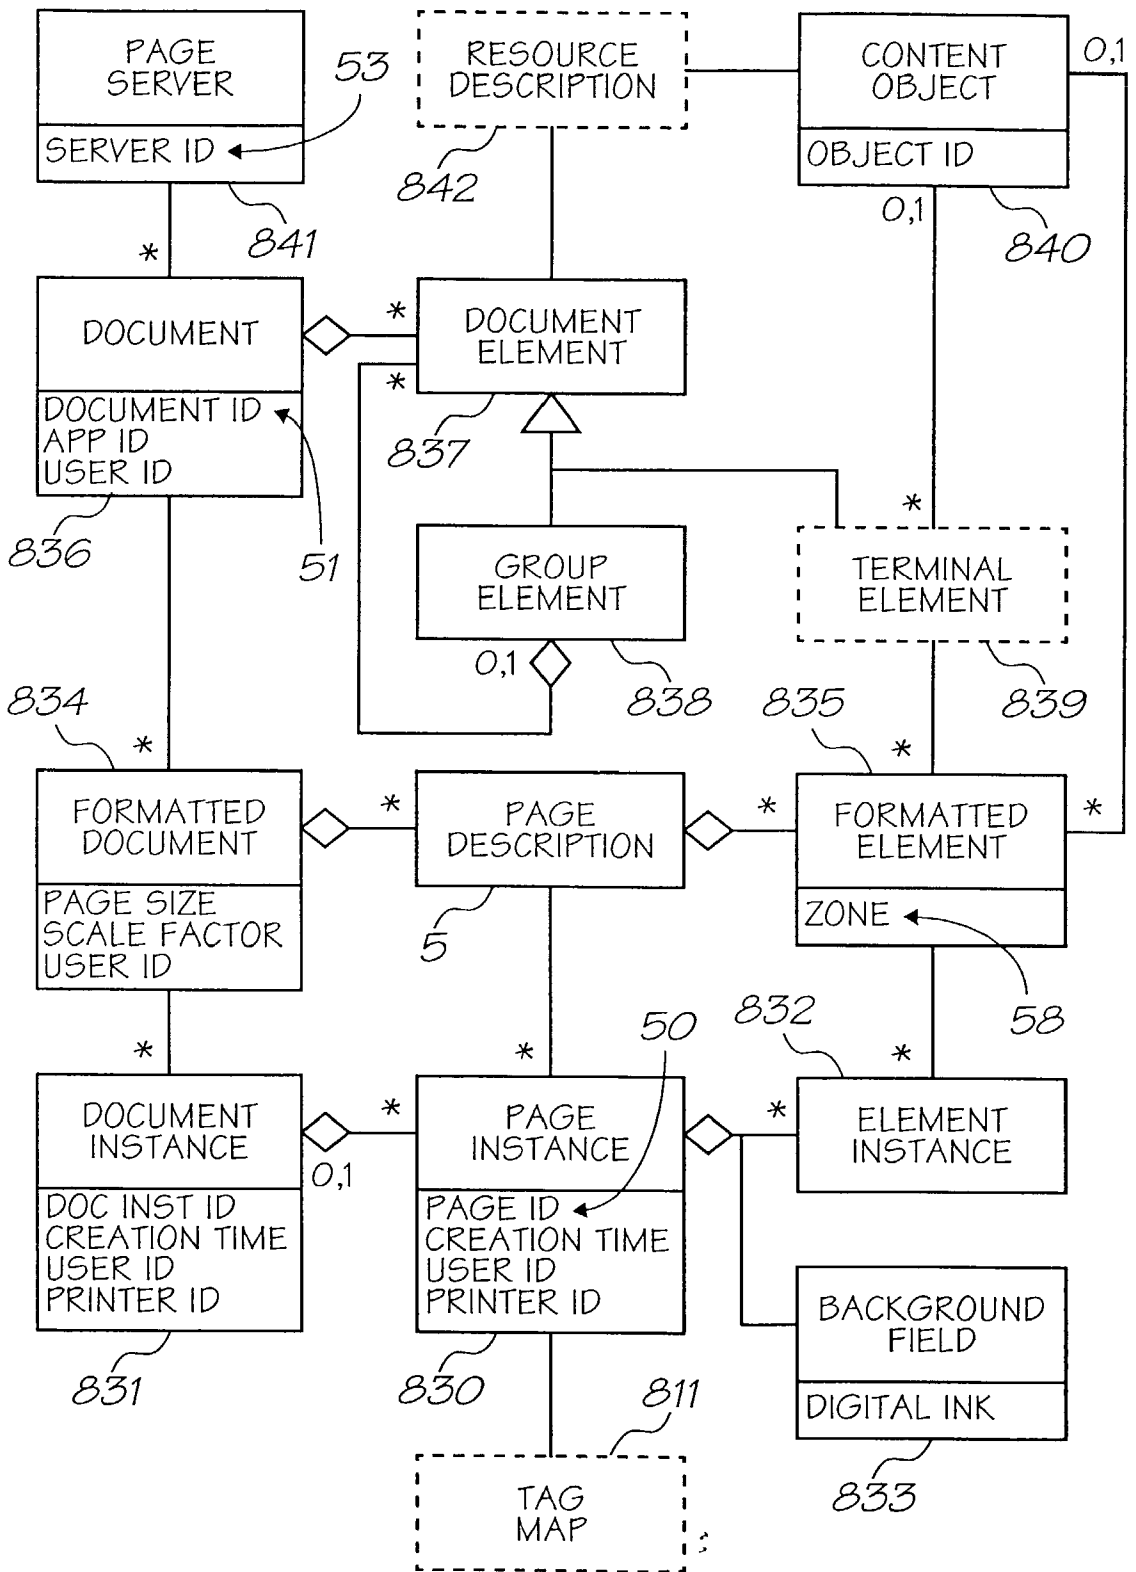 PAGE
SERVER
53
SERVER ID
841
RESOURCE
DESCRIPTION
842
CONTENT
OBJECT
0,1
OBJECT ID
0,1
840
*
DOCUMENT
DOCUMENT ID
APP ID
USER ID
836
51
*
DOCUMENT
ELEMENT
*
837
GROUP
ELEMENT
0,1
838
*
TERMINAL
ELEMENT
839
834
*
FORMATTED
DOCUMENT
PAGE SIZE
SCALE FACTOR
USER ID
*
PAGE
DESCRIPTION
5
835
*
*
FORMATTED
ELEMENT
*
ZONE
58
*
DOCUMENT
INSTANCE
0,1
DOC INST ID
CREATION TIME
USER ID
PRINTER ID
831
*
*
50
PAGE
INSTANCE
PAGE ID
CREATION TIME
USER ID
PRINTER ID
830
832
*
*
ELEMENT
INSTANCE
BACKGROUND
FIELD
DIGITAL INK
833
811
TAG
MAP